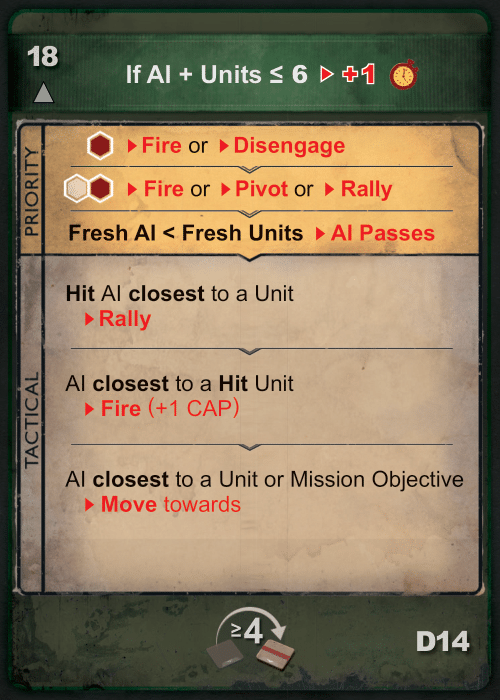 18
If AI + Units ≤ 6 ▶ +1
PRIORITY
▶ Fire or ▶ Disengage
▶ Fire or ▶ Pivot or ▶ Rally
Fresh AI < Fresh Units ▶ AI Passes
TACTICAL
Hit AI closest to a Unit
▶ Rally
AI closest to a Hit Unit
▶ Fire (+1 CAP)
AI closest to a Unit or Mission Objective
▶ Move towards
≥4
D14